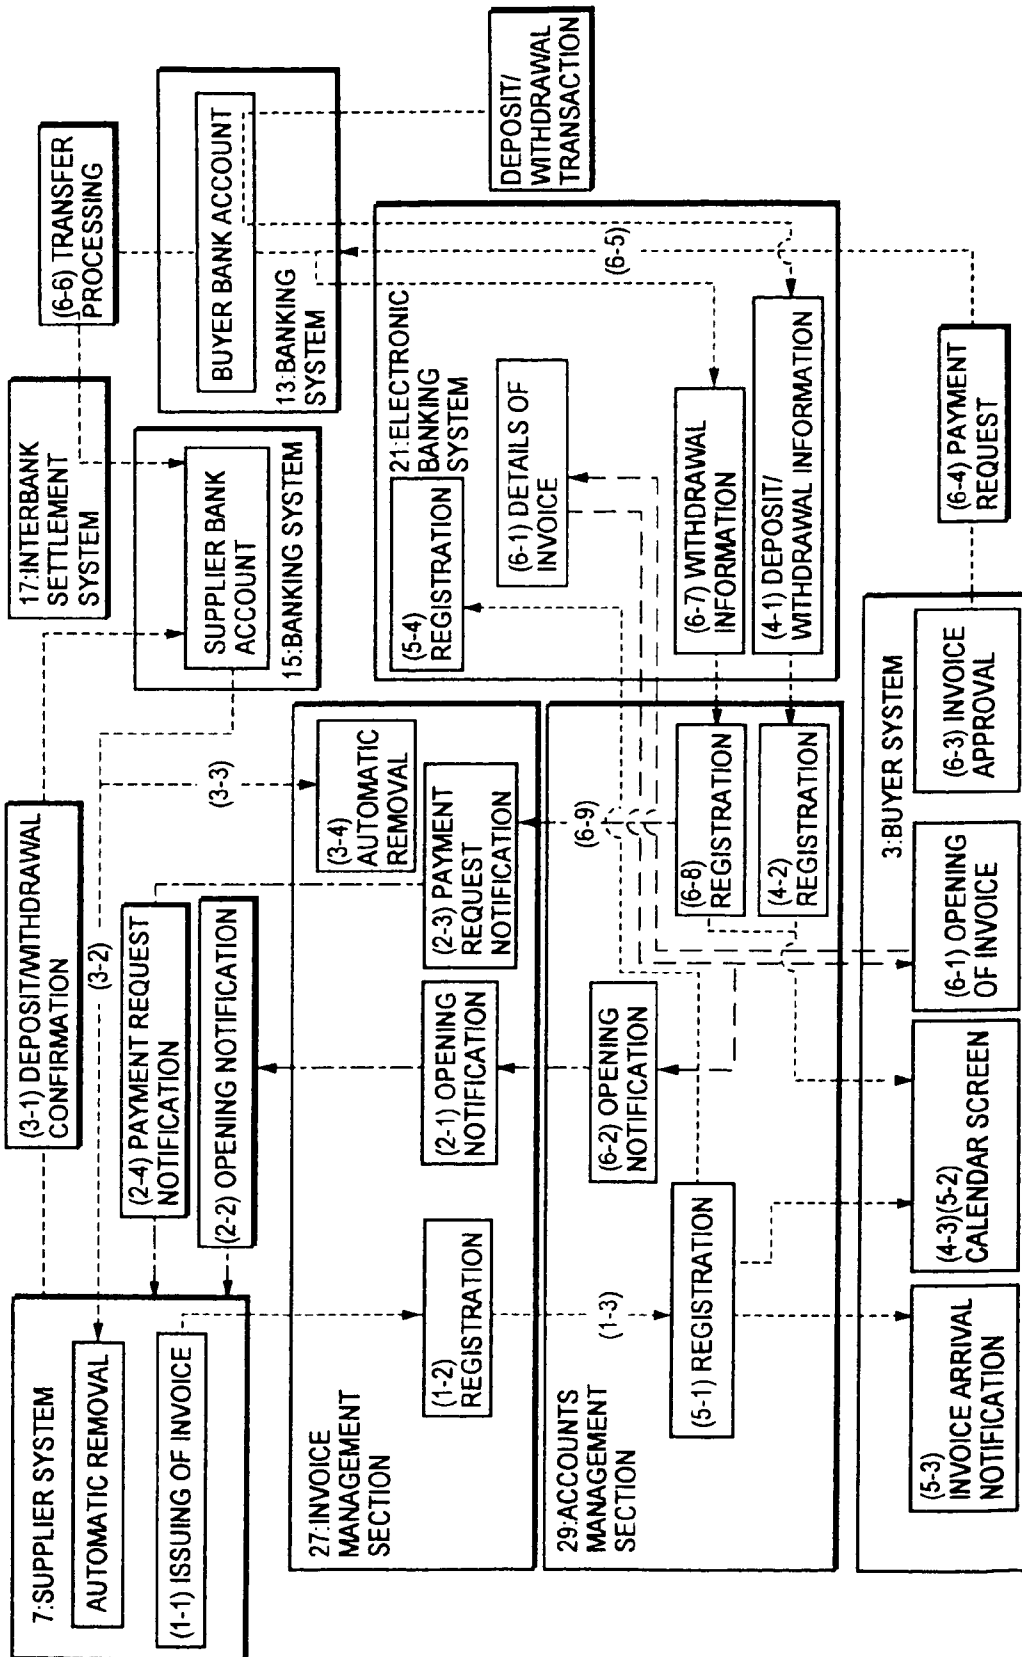 7:SUPPLIER SYSTEM
AUTOMATIC REMOVAL
(1-1) ISSUING OF INVOICE
(3-1) DEPOSIT/WITHDRAWAL
CONFIRMATION
(3-2)
(2-4) PAYMENT REQUEST
NOTIFICATION
(2-2) OPENING NOTIFICATION
(3-3)
17:INTERBANK
SETTLEMENT
SYSTEM
SUPPLIER BANK
ACCOUNT
15:BANKING SYSTEM
(6-6) TRANSFER
PROCESSING
BUYER BANK ACCOUNT
13:BANKING
SYSTEM
DEPOSIT/
WITHDRAWAL
TRANSACTION
27:INVOICE
MANAGEMENT
SECTION
(1-2)
REGISTRATION
(2-1) OPENING
NOTIFICATION
(3-4)
AUTOMATIC
REMOVAL
(2-3) PAYMENT
REQUEST
NOTIFICATION
(1-3)
(6-9)
29:ACCOUNTS
MANAGEMENT
SECTION
(5-1) REGISTRATION
(6-2) OPENING
NOTIFICATION
(6-8)
REGISTRATION
(4-2)
REGISTRATION
21:ELECTRONIC
BANKING
SYSTEM
(5-4)
REGISTRATION
(6-1) DETAILS OF
INVOICE
(6-5)
(6-7) WITHDRAWAL
INFORMATION
(4-1) DEPOSIT/
WITHDRAWAL INFORMATION
3:BUYER SYSTEM
(5-3)
INVOICE ARRIVAL
NOTIFICATION
(4-3)(5-2)
CALENDAR SCREEN
(6-1) OPENING
OF INVOICE
(6-3) INVOICE
APPROVAL
(6-4) PAYMENT
REQUEST